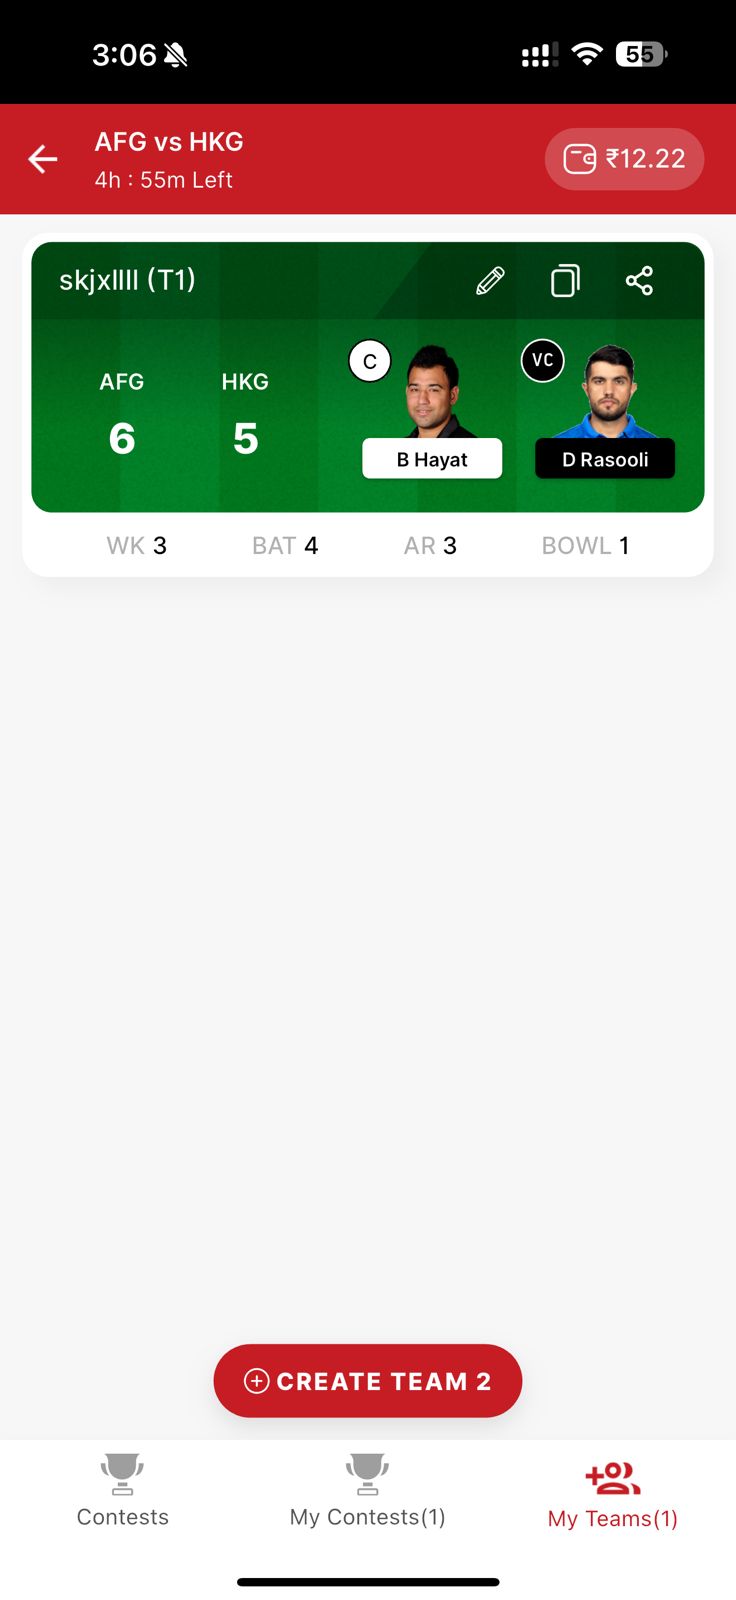 3:06
55
AFG vs HKG
4h : 55m Left
₹12.22
skjxllll (T1)
AFG
HKG
6
5
C
VC
B Hayat
D Rasooli
WK 3
BAT 4
AR 3
BOWL 1
CREATE TEAM 2
Contests
My Contests(1)
My Teams(1)